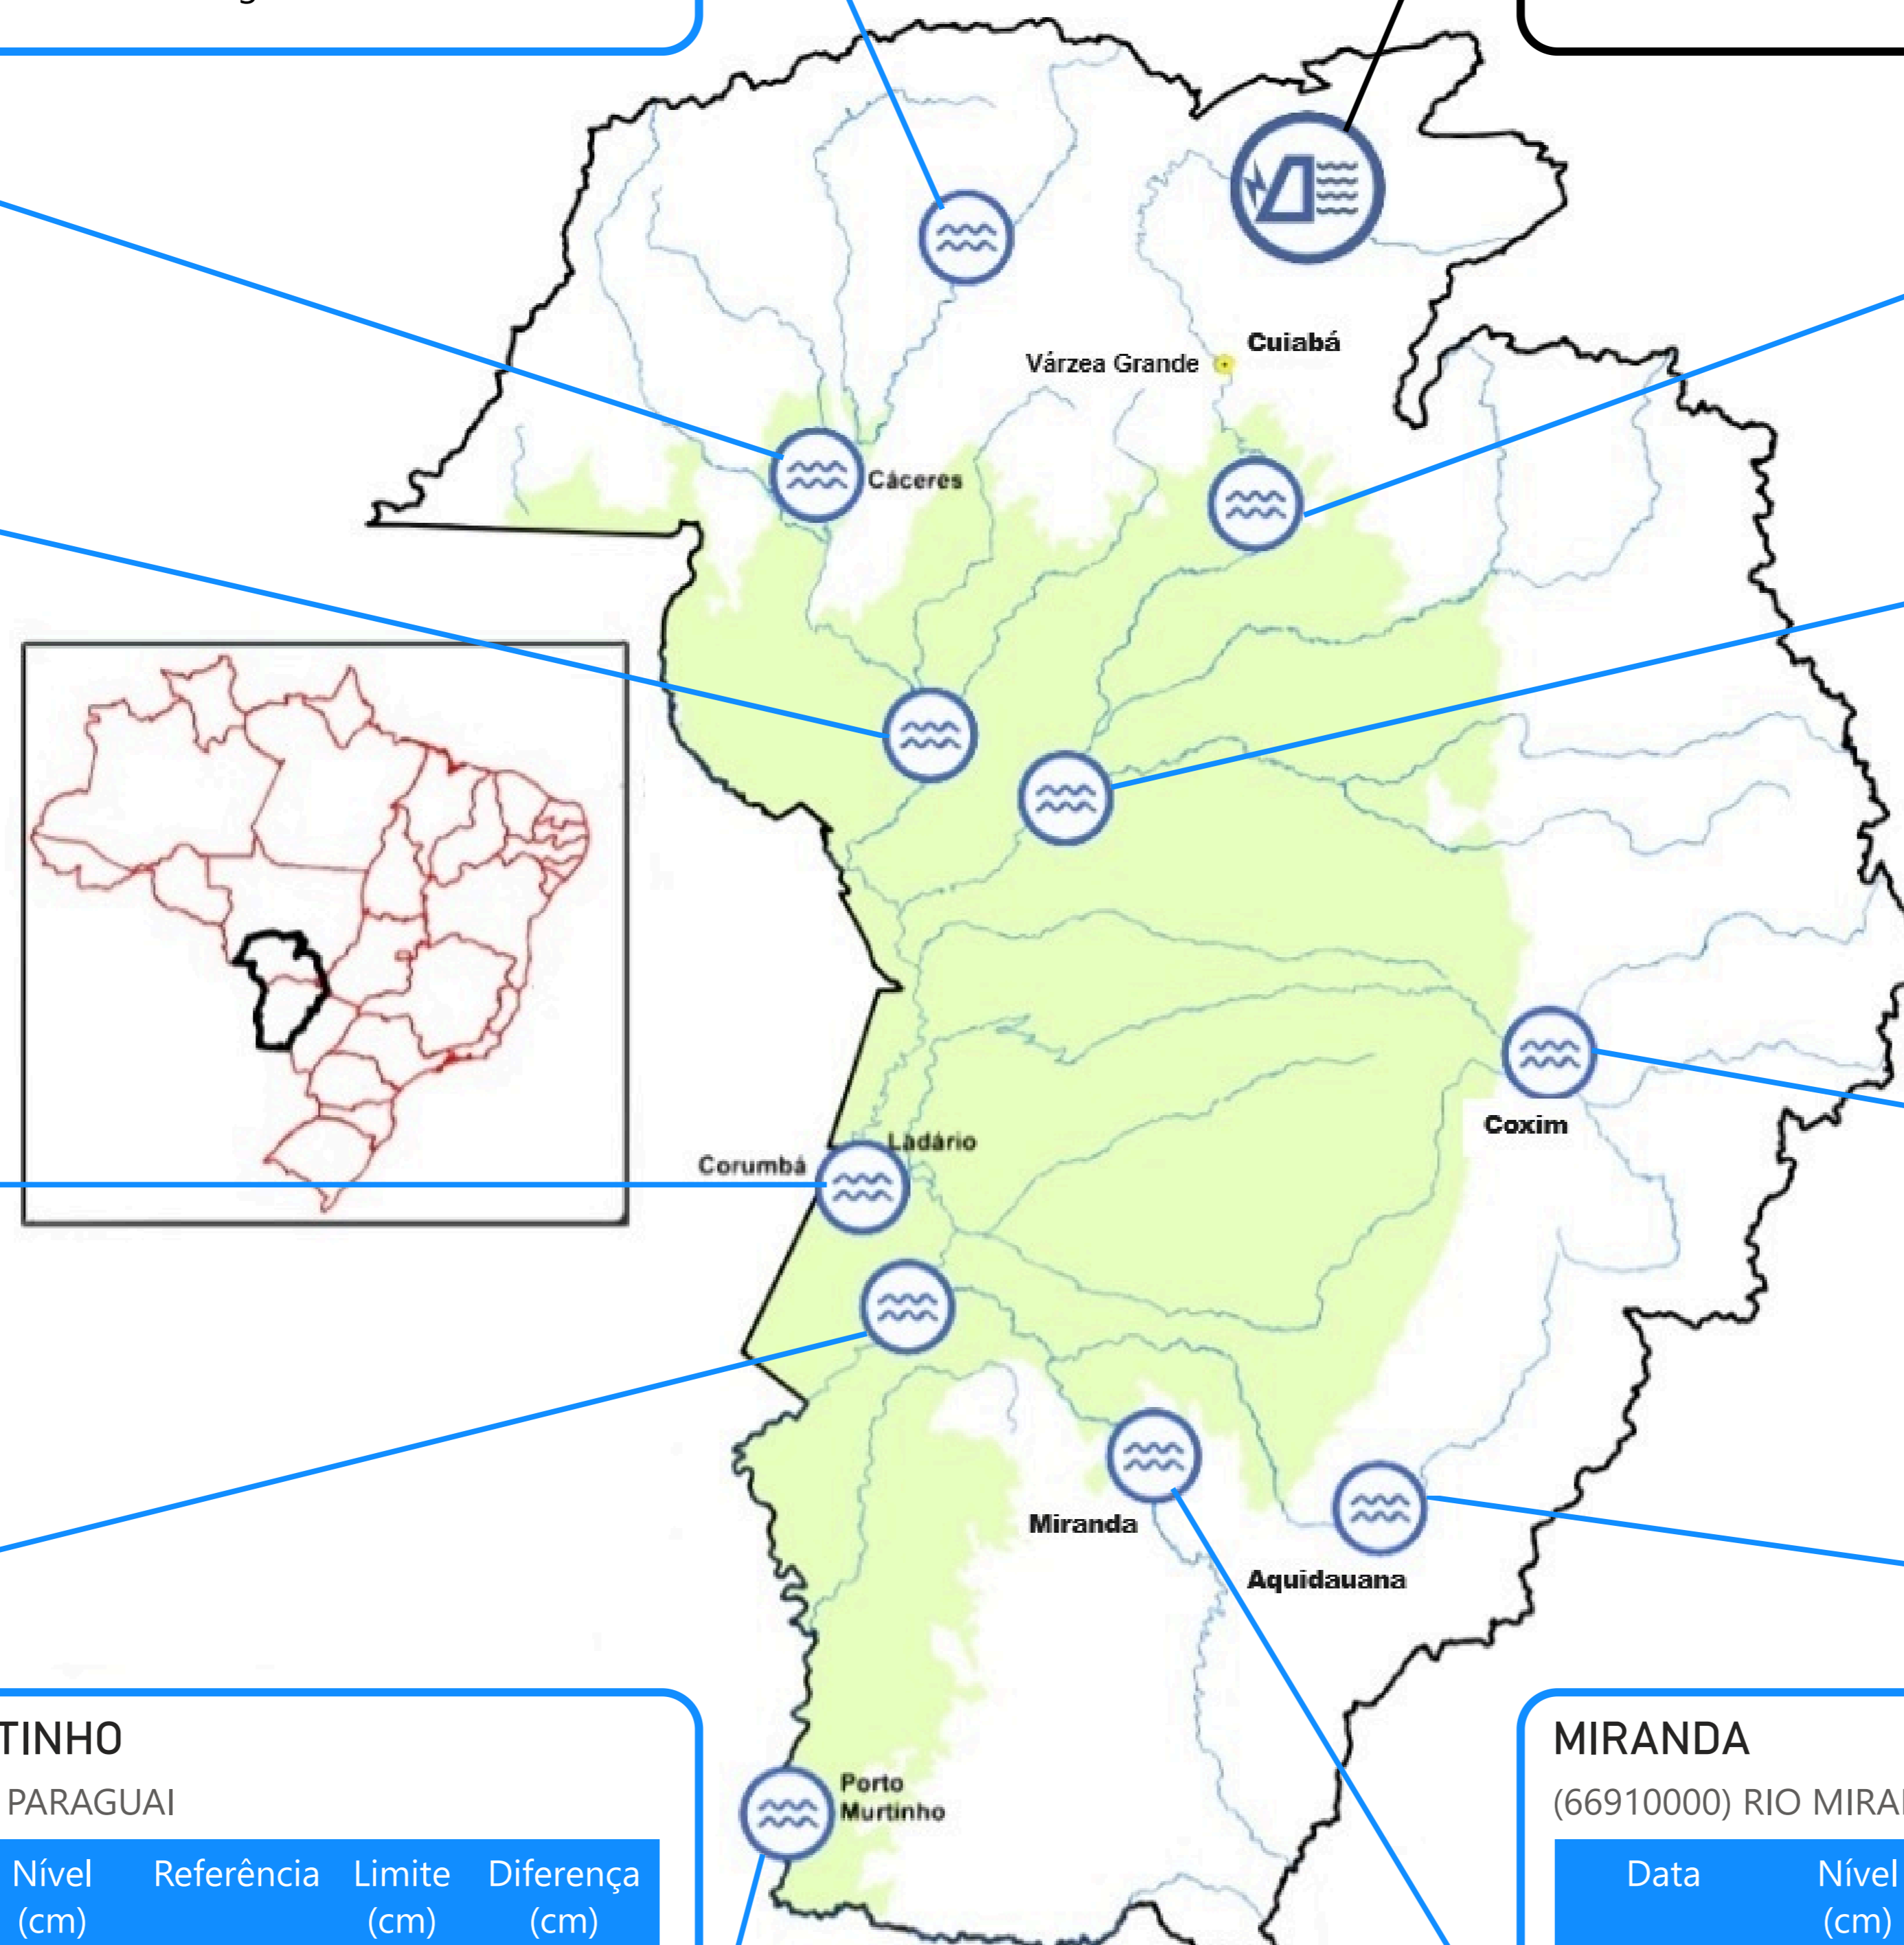 Cuiabá
Várzea Grande
Cáceres
Coxim
Ladário
Corumbá
Miranda
Aquidauana
TINHO
PARAGUAI
Nível
(cm)
Referência
Limite
(cm)
Diferença
(cm)
Porto
Murtinho
MIRANDA
(66910000) RIO MIRA
Data
Nível
(cm)